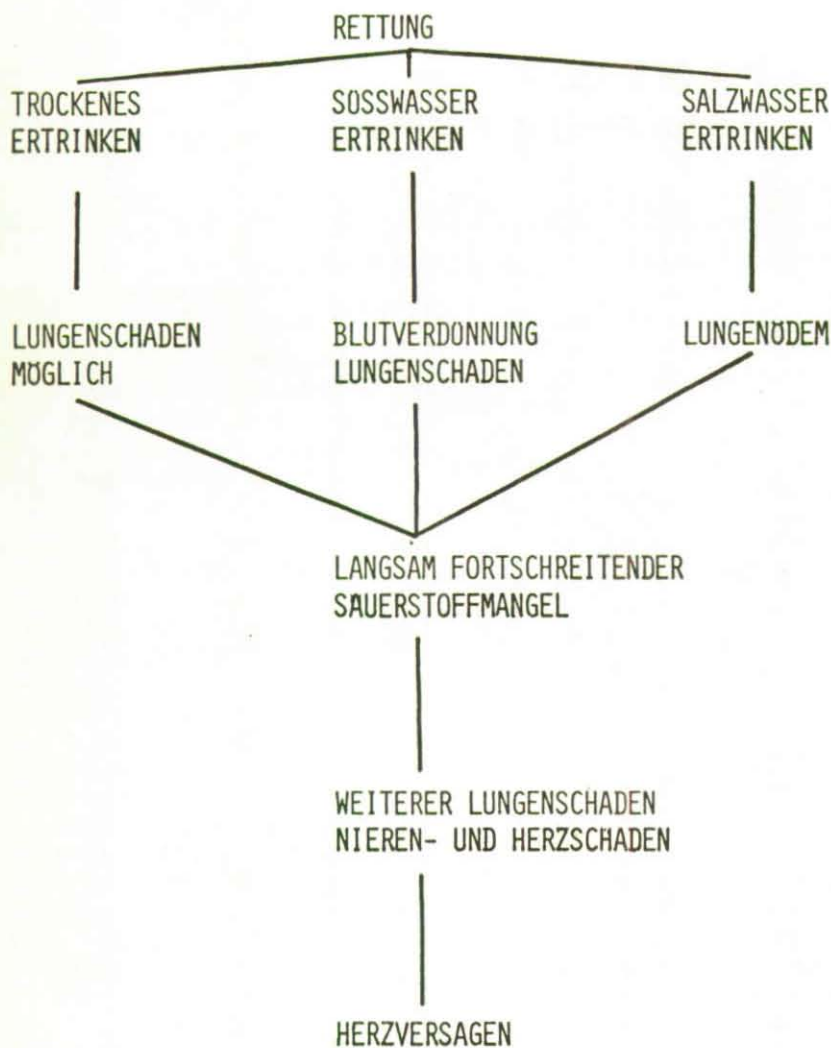 RETTUNG
TROCKENES
ERTRINKEN
SÜSSWASSER
ERTRINKEN
SALZWASSER
ERTRINKEN
LUNGENSCHADEN
MÖGLICH
BLUTVERDÜNNUNG
LUNGENSCHADEN
LUNGENÖDEM
LANGSAM FORTSCHREITENDER
SAUERSTOFFMANGEL
WEITERER LUNGENSCHADEN
NIEREN- UND HERZSCHADEN
HERZVERSAGEN